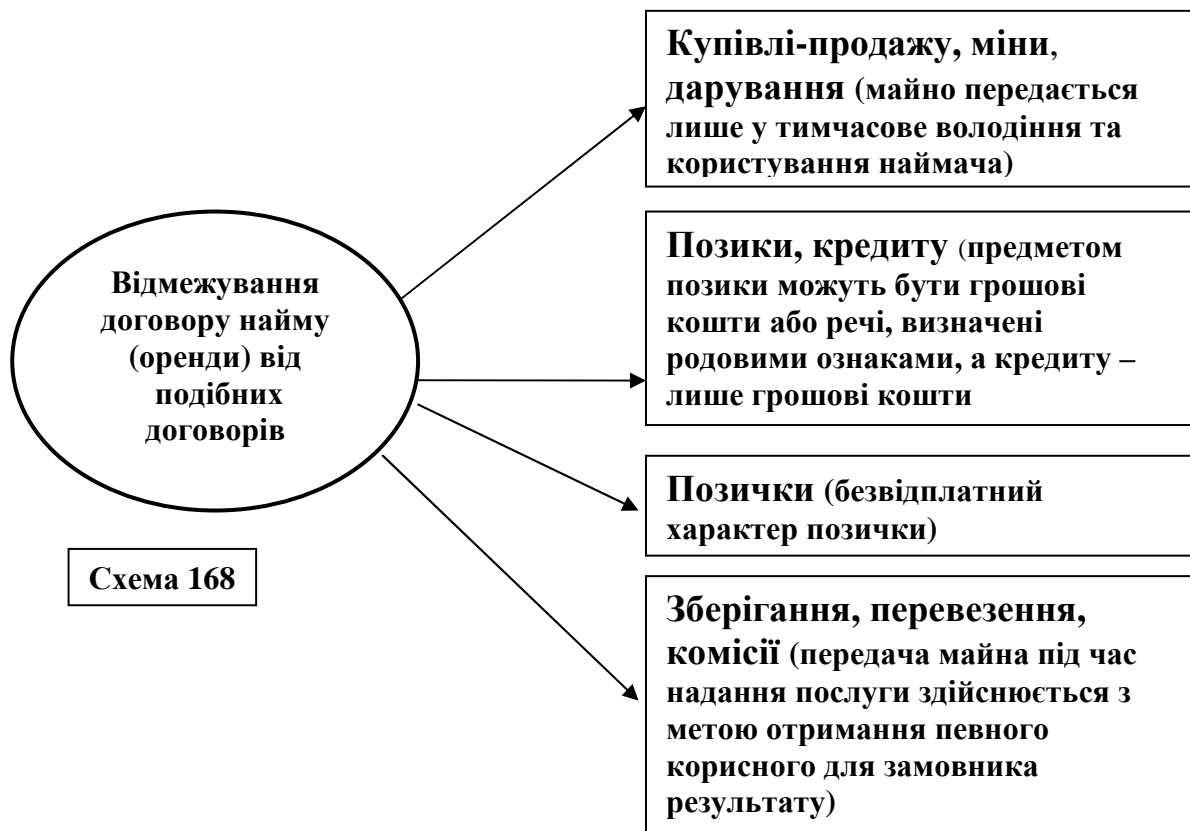 Відмежування
договору найму
(оренди) від
подібних
договорів
Схема 168
Купівлі-продажу, міни,
дарування (майно передається
лише у тимчасове володіння та
користування наймача)
Позики, кредиту (предметом
позики можуть бути грошові
кошти або речі, визначені
родовими ознаками, а кредиту –
лише грошові кошти
Позички (безвідплатний
характер позички)
Зберігання, перевезення,
комісії (передача майна під час
надання послуги здійснюється з
метою отримання певного
корисного для замовника
результату)